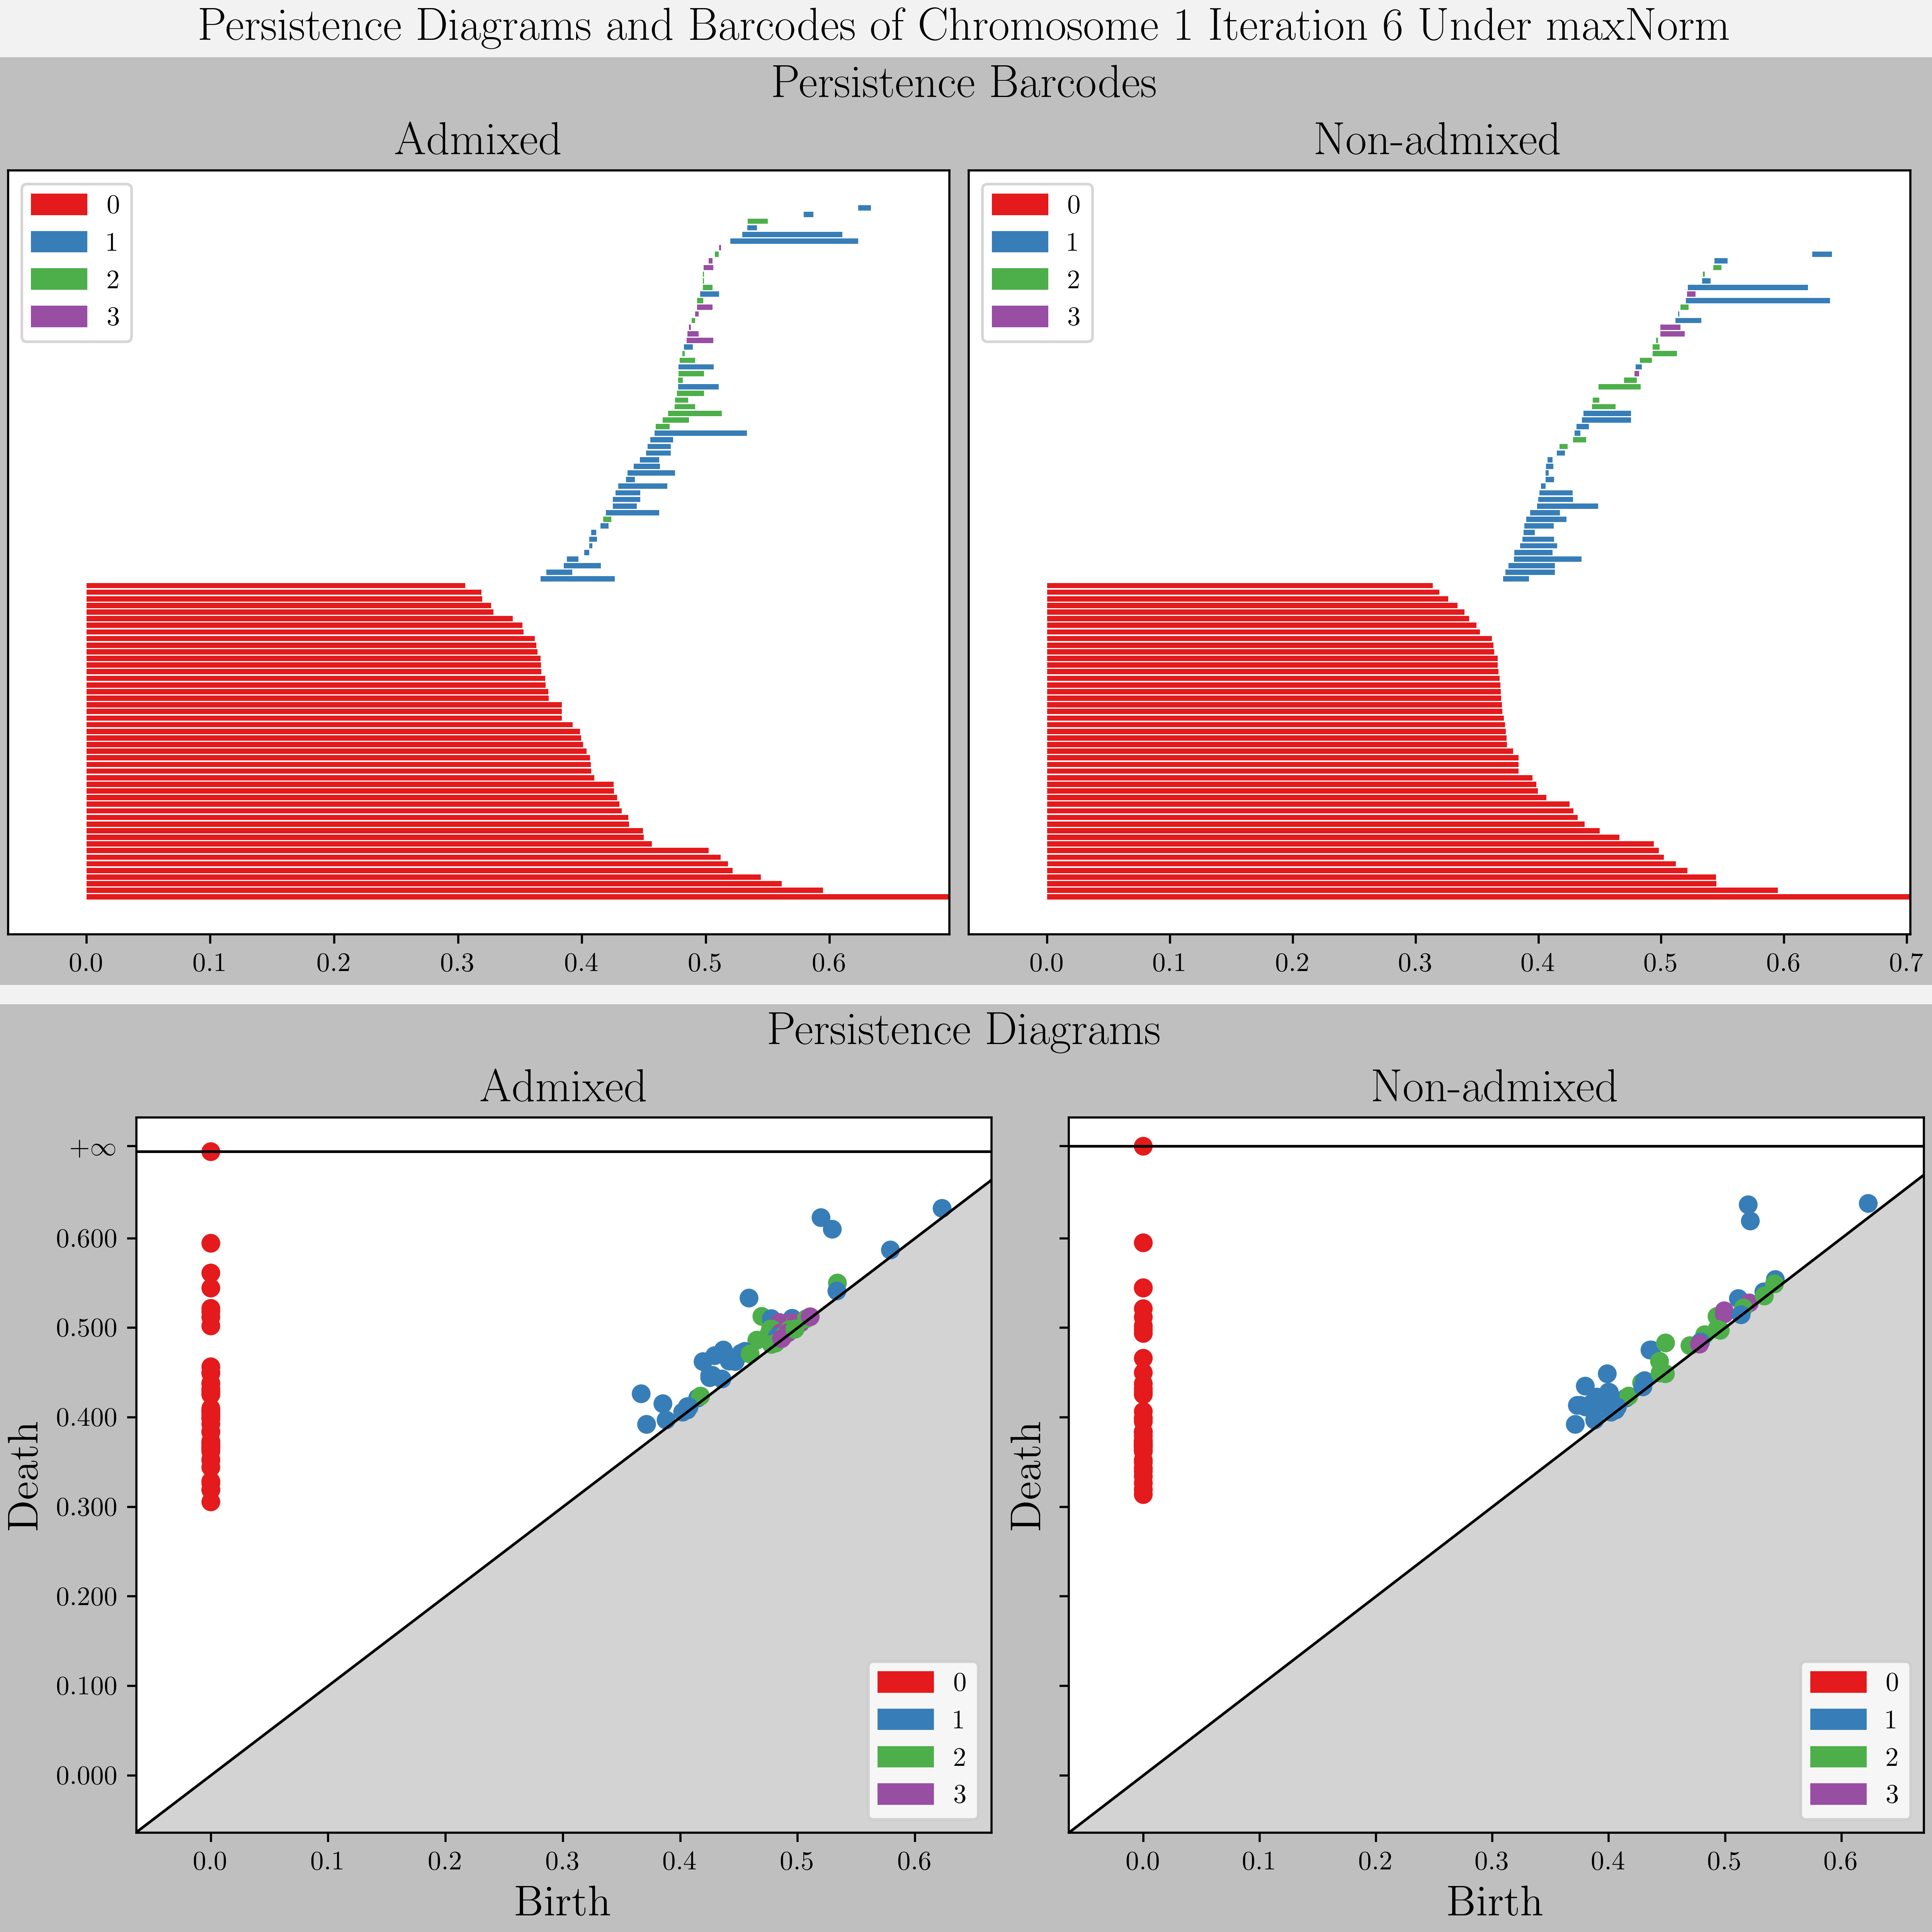 Persistence Diagrams and Barcodes of Chromosome 1 Iteration 6 Under maxNorm
Persistence Barcodes
Admixed
0
1
2
3
0.0 0.1 0.2 0.3 0.4 0.5 0.6
Non-admixed
0
1
2
3
0.0 0.1 0.2 0.3 0.4 0.5 0.6 0.7
Persistence Diagrams
Admixed
Death
+∞
0.600
0.500
0.400
0.300
0.200
0.100
0.000
0
1
2
3
0.0 0.1 0.2 0.3 0.4 0.5 0.6
Birth
Non-admixed
Death
0
1
2
3
0.0 0.1 0.2 0.3 0.4 0.5 0.6
Birth